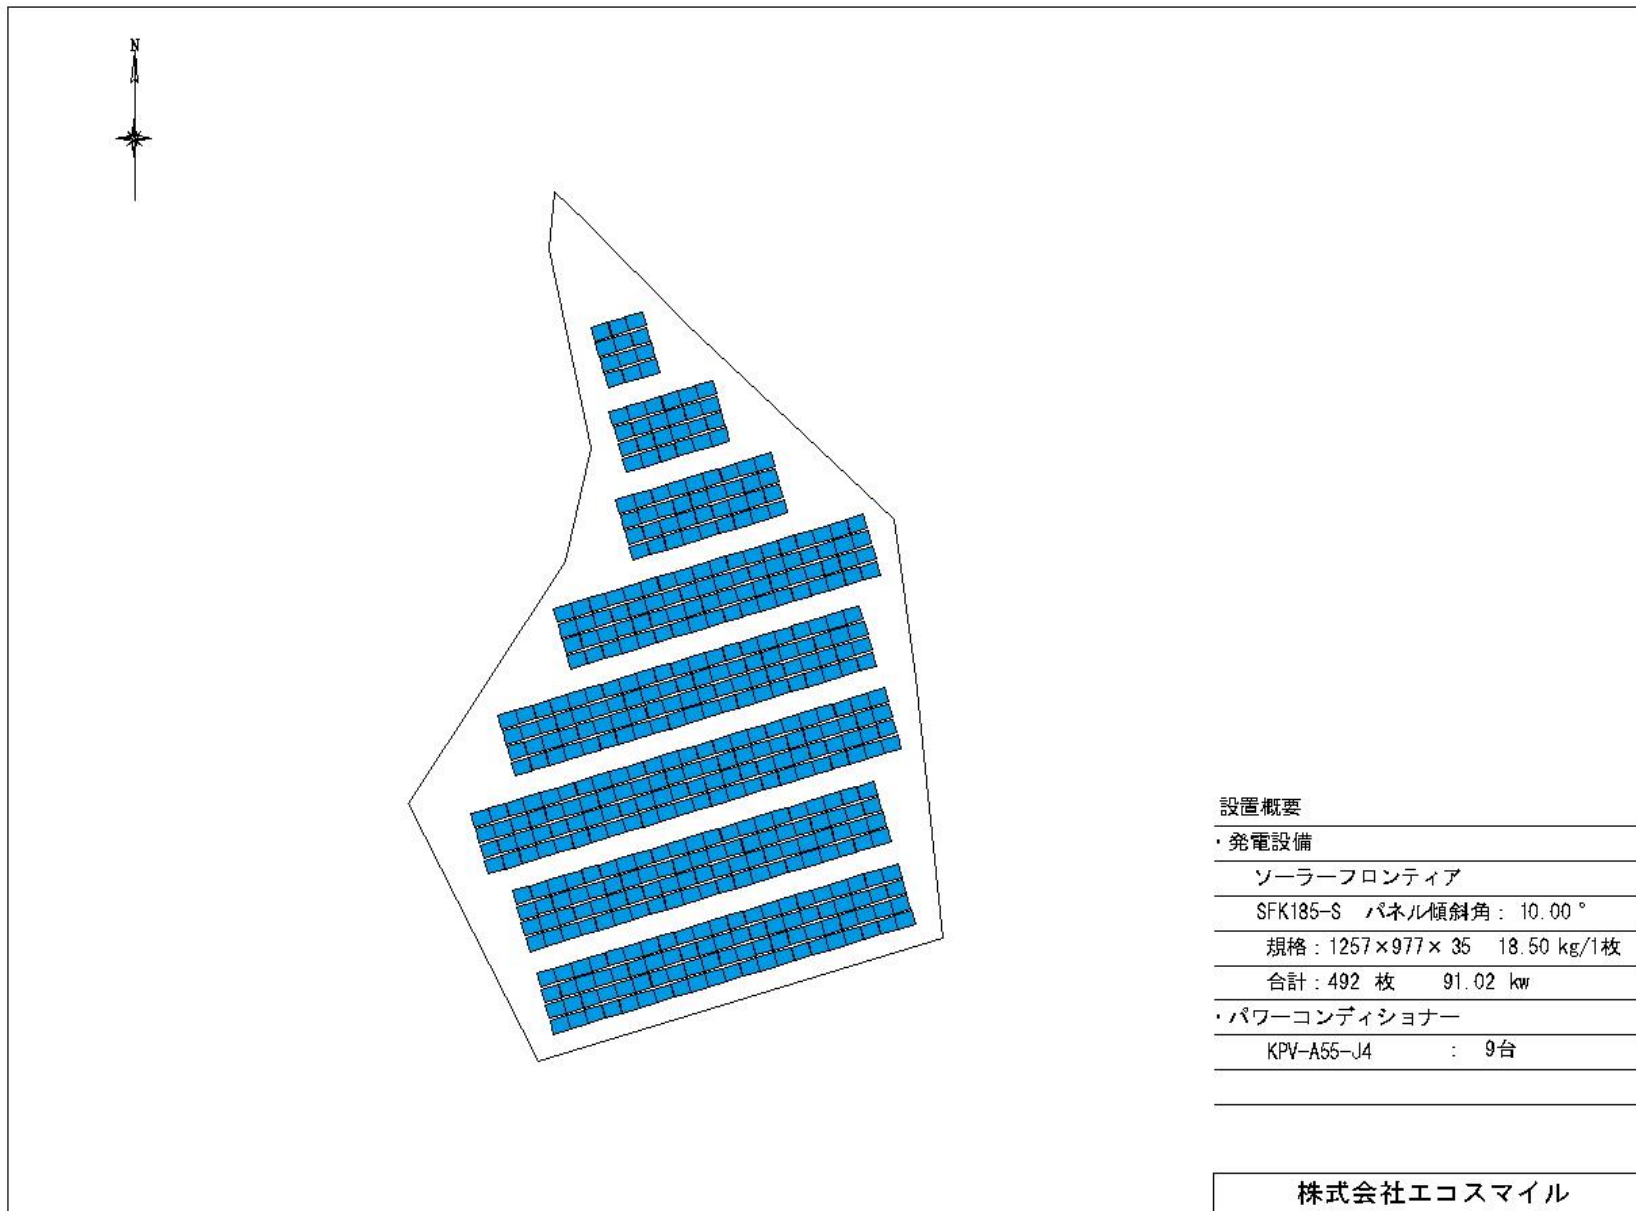 N
設置概要
・発電設備
ソーラーフロンティア
SFK185-S パネル傾斜角：10.00°
規格：1257×977×35 18.50 kg/1枚
合計：492 枚 91.02 kw
・パワーコンディショナー
KPV-A55-J4 ： 9台
株式会社エコスマイル